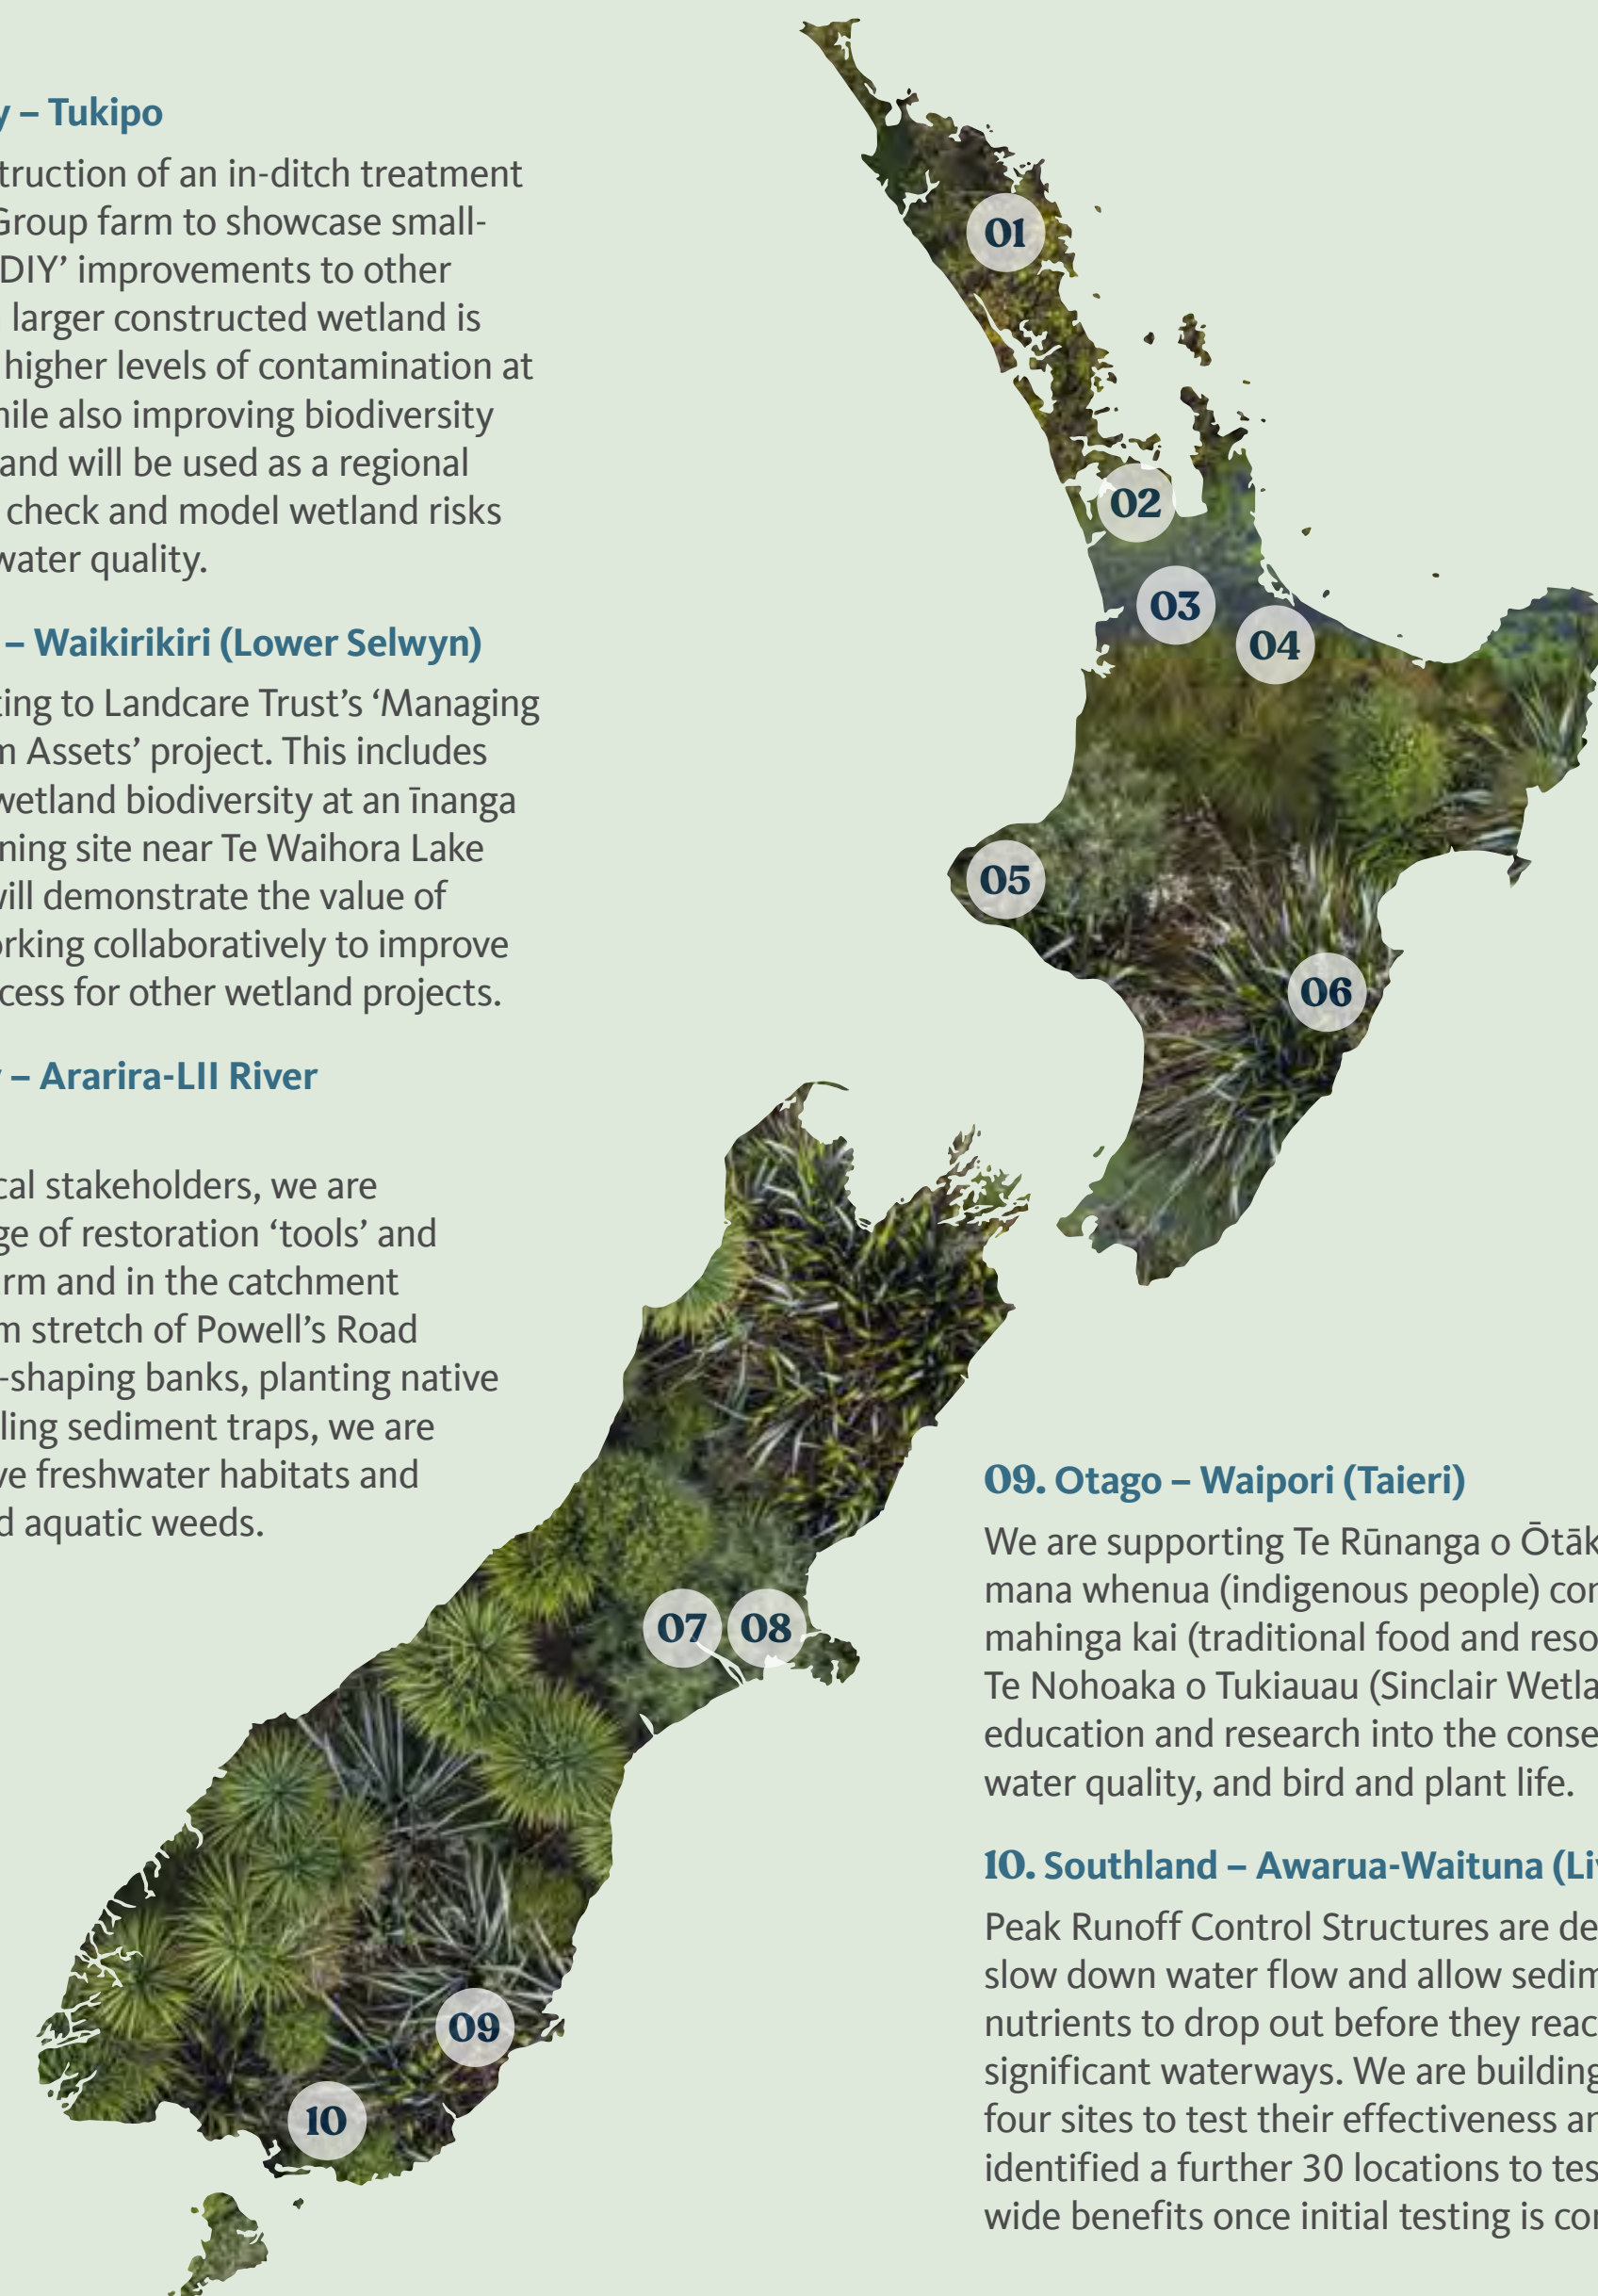 y – Tukipo
truction of an in-ditch treatment
Group farm to showcase small-
DIY’ improvements to other
larger constructed wetland is
higher levels of contamination at
hile also improving biodiversity
and will be used as a regional
check and model wetland risks
water quality.
– Waikirikiri (Lower Selwyn)
ting to Landcare Trust’s ‘Managing
m Assets’ project. This includes
wetland biodiversity at an īnanga
ning site near Te Waihora Lake
will demonstrate the value of
orking collaboratively to improve
ccess for other wetland projects.
– Ararira-LII River
cal stakeholders, we are
ge of restoration ‘tools’ and
arm and in the catchment
m stretch of Powell’s Road
-shaping banks, planting native
ling sediment traps, we are
ve freshwater habitats and
d aquatic weeds.
01
02
03
04
05
06
07 08
09
10
09. Otago – Waipori (Taieri)
We are supporting Te Rūnanga o Ōtāk
mana whenua (indigenous people) con
mahinga kai (traditional food and reso
Te Nohoaka o Tukiauau (Sinclair Wetla
education and research into the conse
water quality, and bird and plant life.
10. Southland – Awarua-Waituna (Liv
Peak Runoff Control Structures are de
slow down water flow and allow sedim
nutrients to drop out before they reac
significant waterways. We are building
four sites to test their effectiveness an
identified a further 30 locations to tes
wide benefits once initial testing is con